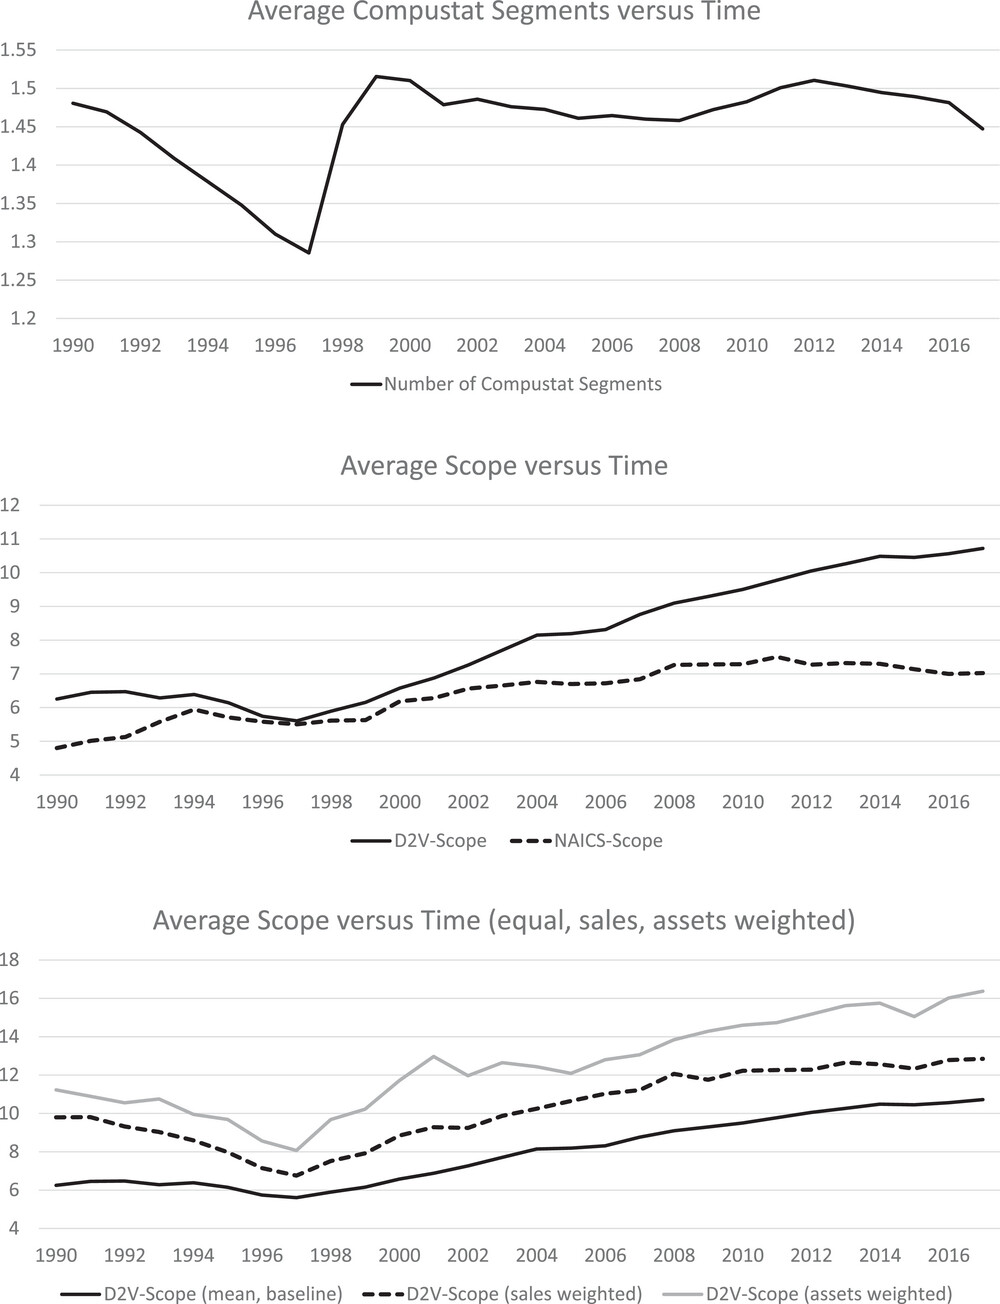 Average Compustat Segments versus Time
1.55
1.5
1.45
1.4
1.35
1.3
1.25
1.2
1990 1992 1994 1996 1998 2000 2002 2004 2006 2008 2010 2012 2014 2016
Number of Compustat Segments
Average Scope versus Time
12
11
10
9
8
7
6
5
4
1990 1992 1994 1996 1998 2000 2002 2004 2006 2008 2010 2012 2014 2016
D2V-Scope NAICS-Scope
Average Scope versus Time (equal, sales, assets weighted)
18
16
14
12
10
8
6
4
1990 1992 1994 1996 1998 2000 2002 2004 2006 2008 2010 2012 2014 2016
D2V-Scope (mean, baseline) D2V-Scope (sales weighted) D2V-Scope (assets weighted)